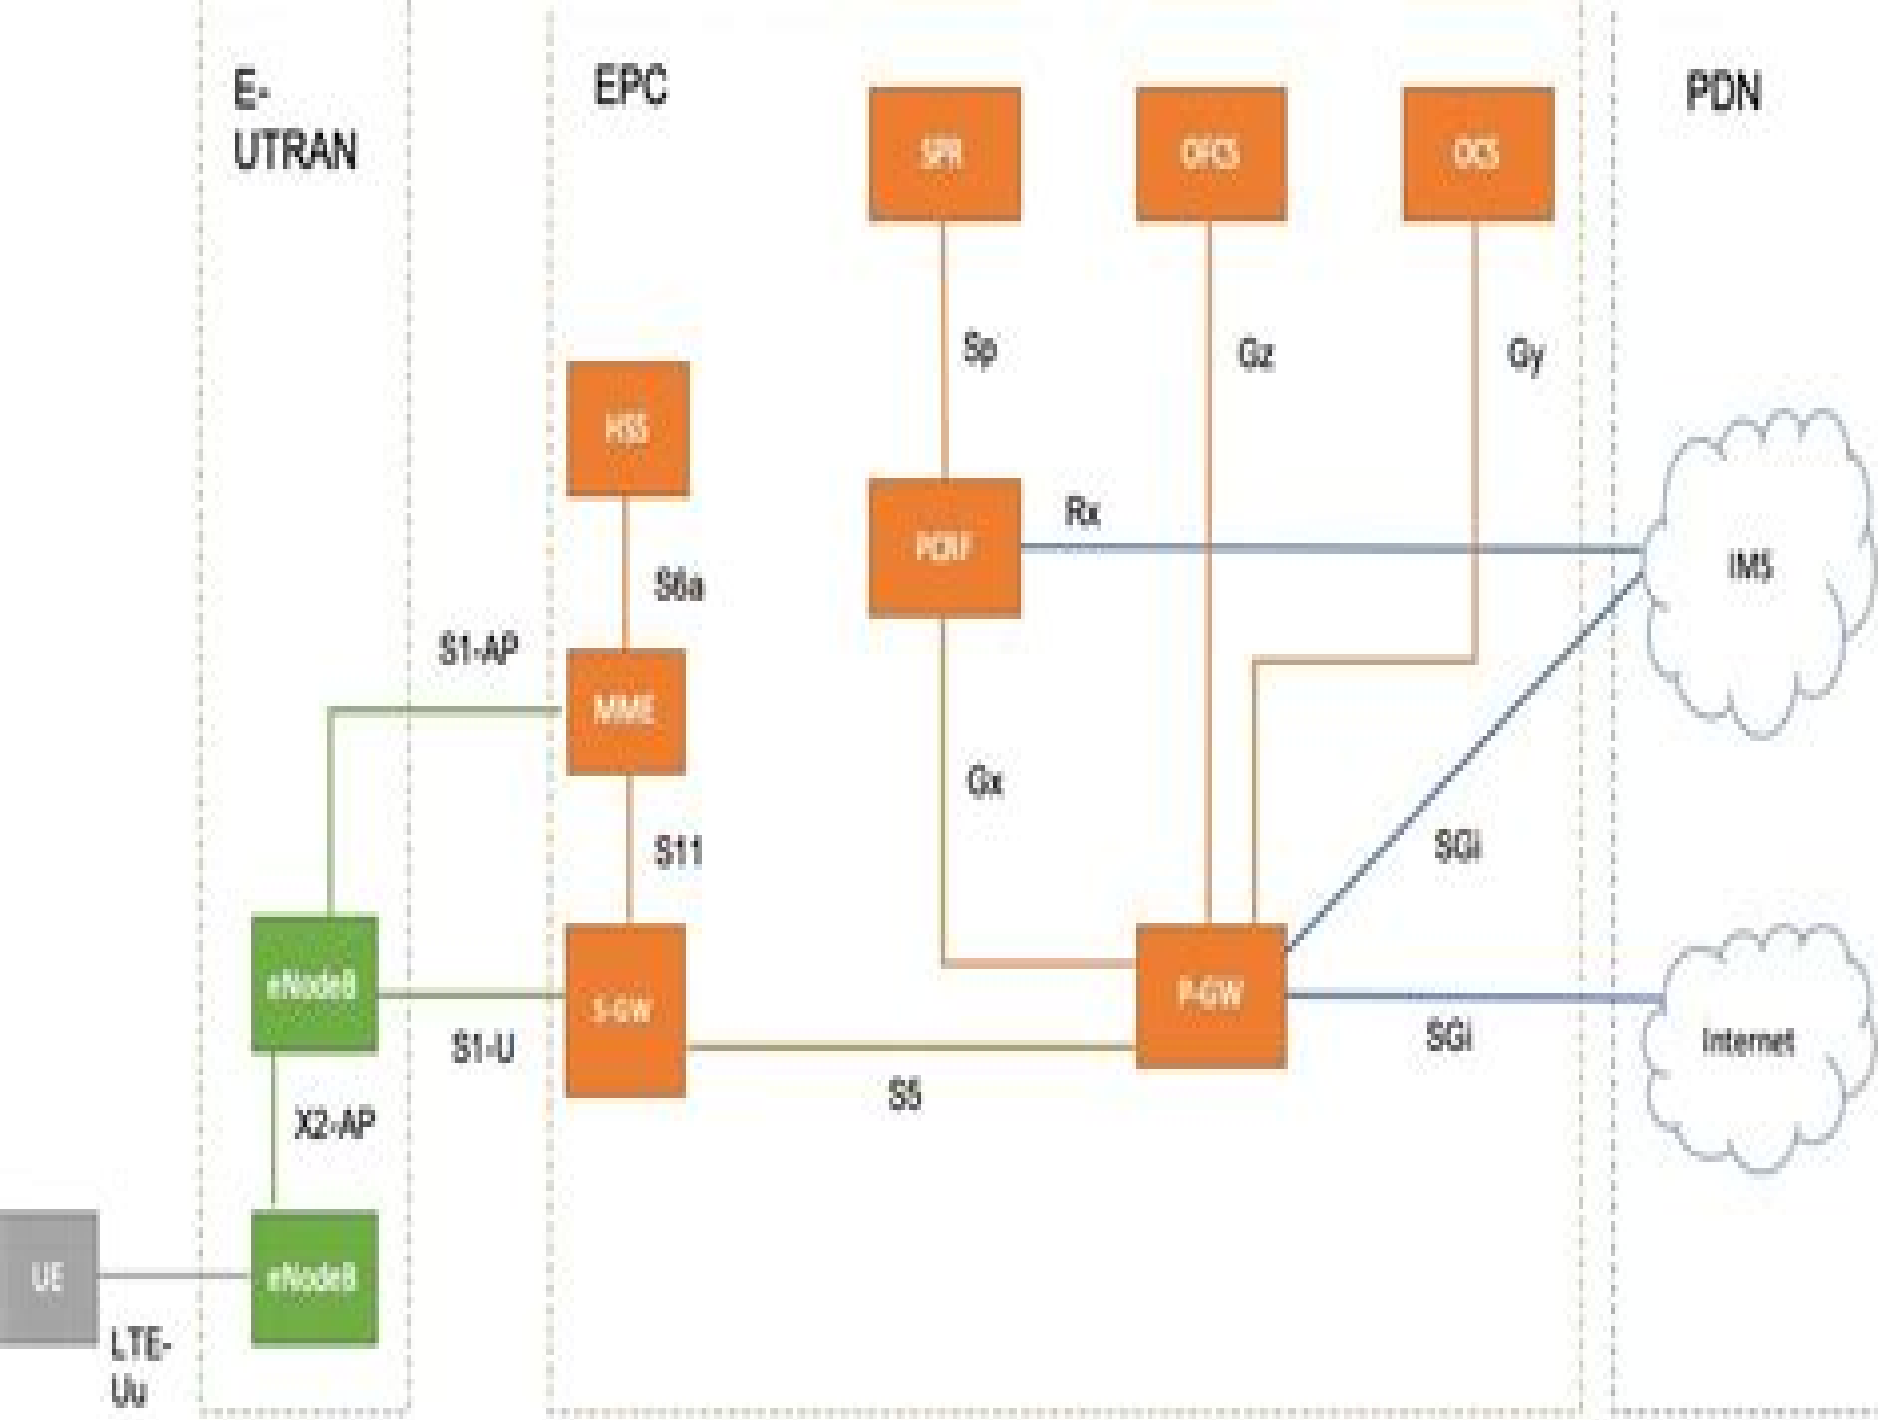 E-
UTRAN
EPC
PDN
SPR
OFCS
OCS
Sp
Gz
Gy
HSS
Rx
PCRF
IMS
S6a
S1-AP
MME
Gx
S11
SGi
eNodeB
S-GW
P-GW
S1-U
SGi
Internet
S5
X2-AP
UE
eNodeB
LTE-
Uu